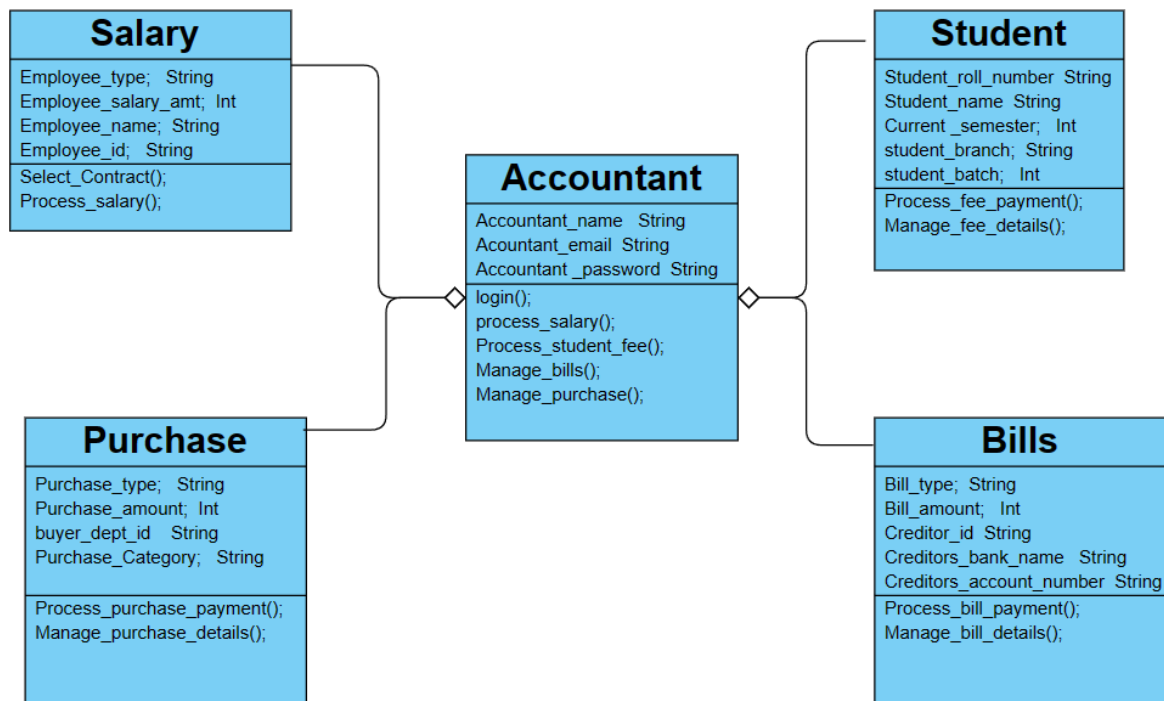 Salary
Employee_type; String
Employee_salary_amt; Int
Employee_name; String
Employee_id; String
Select_Contract();
Process_salary();
Student
Student_roll_number String
Student_name String
Current _semester; Int
student_branch; String
student_batch; Int
Process_fee_payment();
Manage_fee_details();
Accountant
Accountant_name String
Acountant_email String
Accountant _password String
login();
process_salary();
Process_student_fee();
Manage_bills();
Manage_purchase();
Purchase
Purchase_type; String
Purchase_amount; Int
buyer_dept_id String
Purchase_Category; String
Process_purchase_payment();
Manage_purchase_details();
Bills
Bill_type; String
Bill_amount; Int
Creditor_id String
Creditors_bank_name String
Creditors_account_number String
Process_bill_payment();
Manage_bill_details();